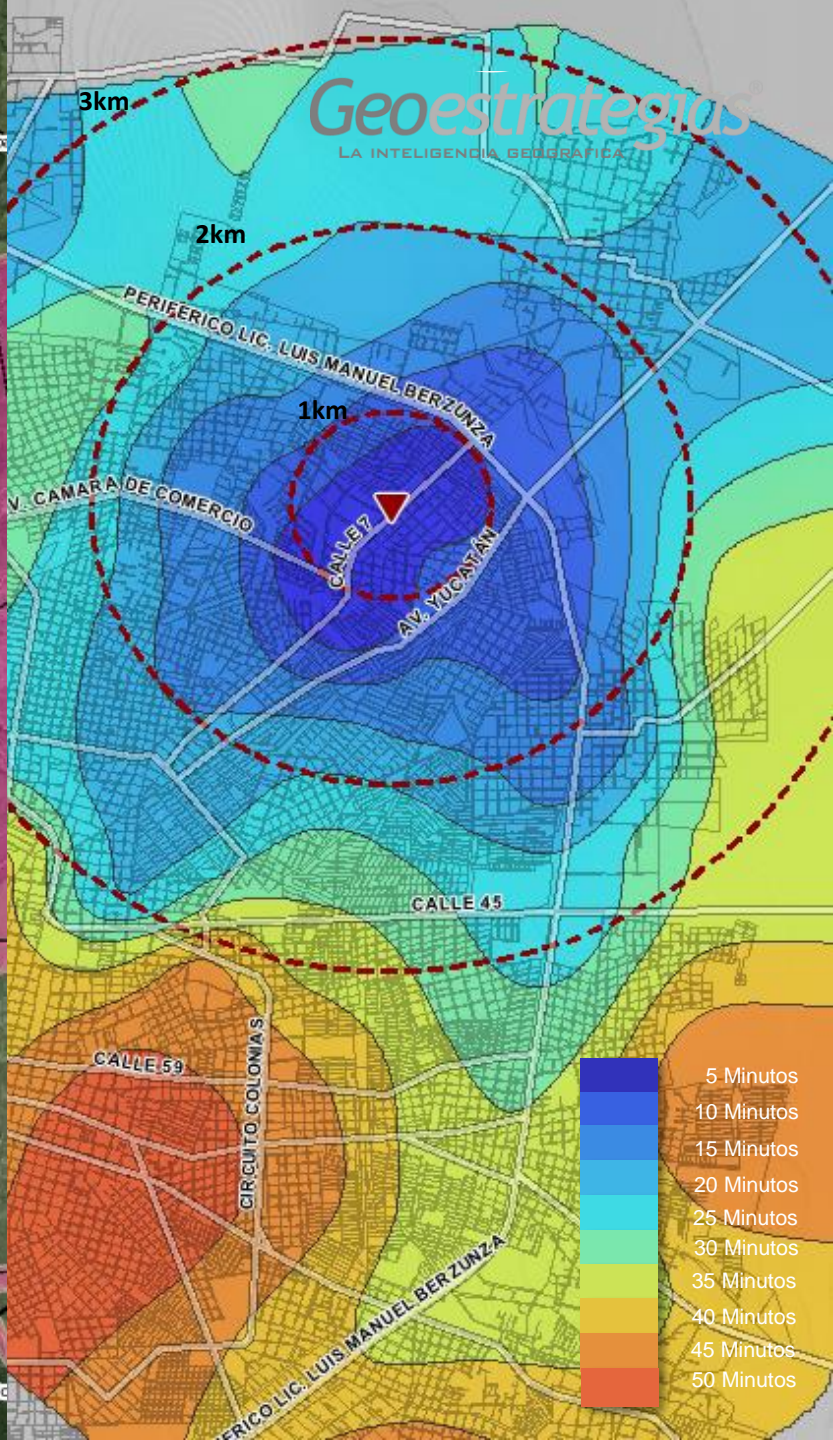 3km
Geoestrategias®
LA INTELIGENCIA GEOGRAFICA
2km
PERIFERICO LIC. LUIS MANUEL BERZUNZA
1km
V. CAMARA DE COMERCIO
CALLE 7
AV. YUCATÁN
CALLE 45
CALLE 59
CIRCUITO COLONIAS
FERICO LIC. LUIS MANUEL BERZUNZA
5 Minutos
10 Minutos
15 Minutos
20 Minutos
25 Minutos
30 Minutos
35 Minutos
40 Minutos
45 Minutos
50 Minutos